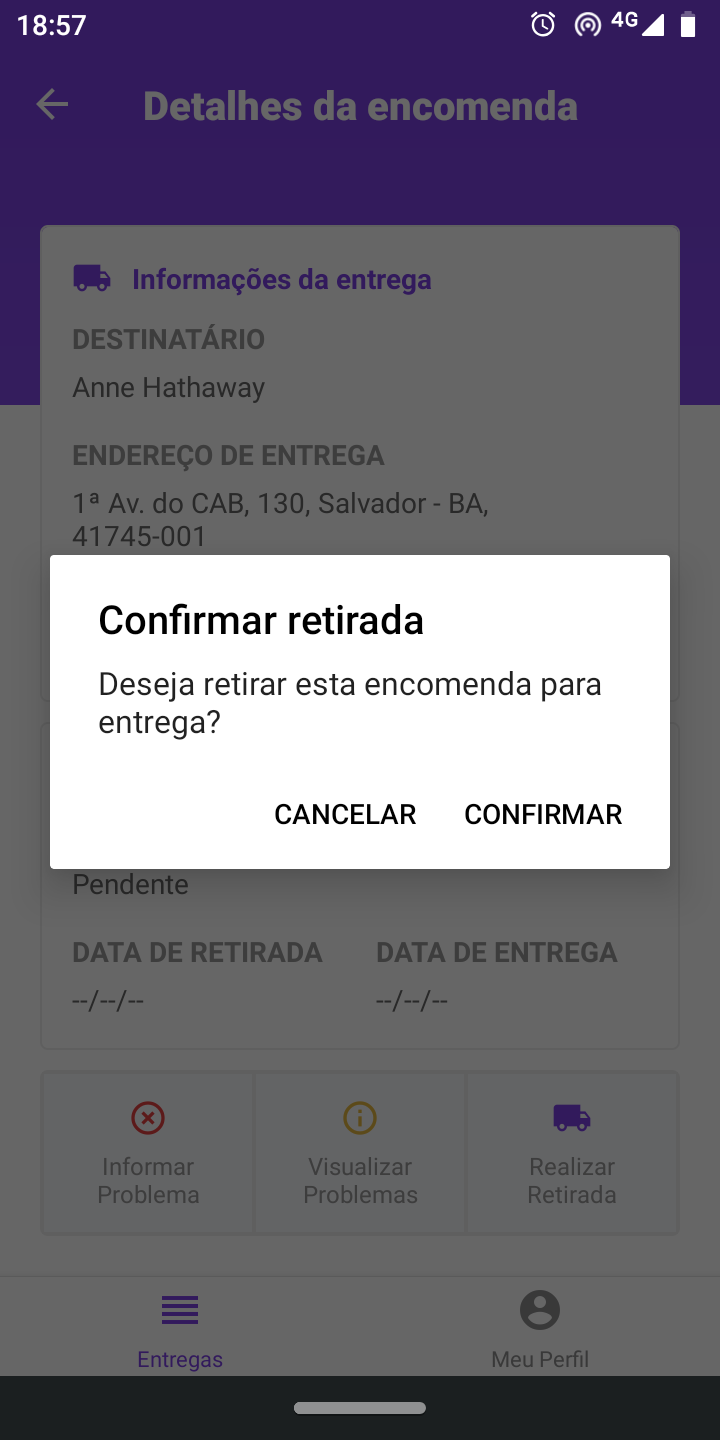 18:57
4G
Detalhes da encomenda
Informações da entrega
DESTINATÁRIO
Anne Hathaway
ENDEREÇO DE ENTREGA
1ª Av. do CAB, 130, Salvador - BA,
41745-001
Confirmar retirada
Deseja retirar esta encomenda para
entrega?
CANCELAR CONFIRMAR
Pendente
DATA DE RETIRADA DATA DE ENTREGA
--/--/-- --/--/--
Informar
Problema
Visualizar
Problemas
Realizar
Retirada
Entregas
Meu Perfil